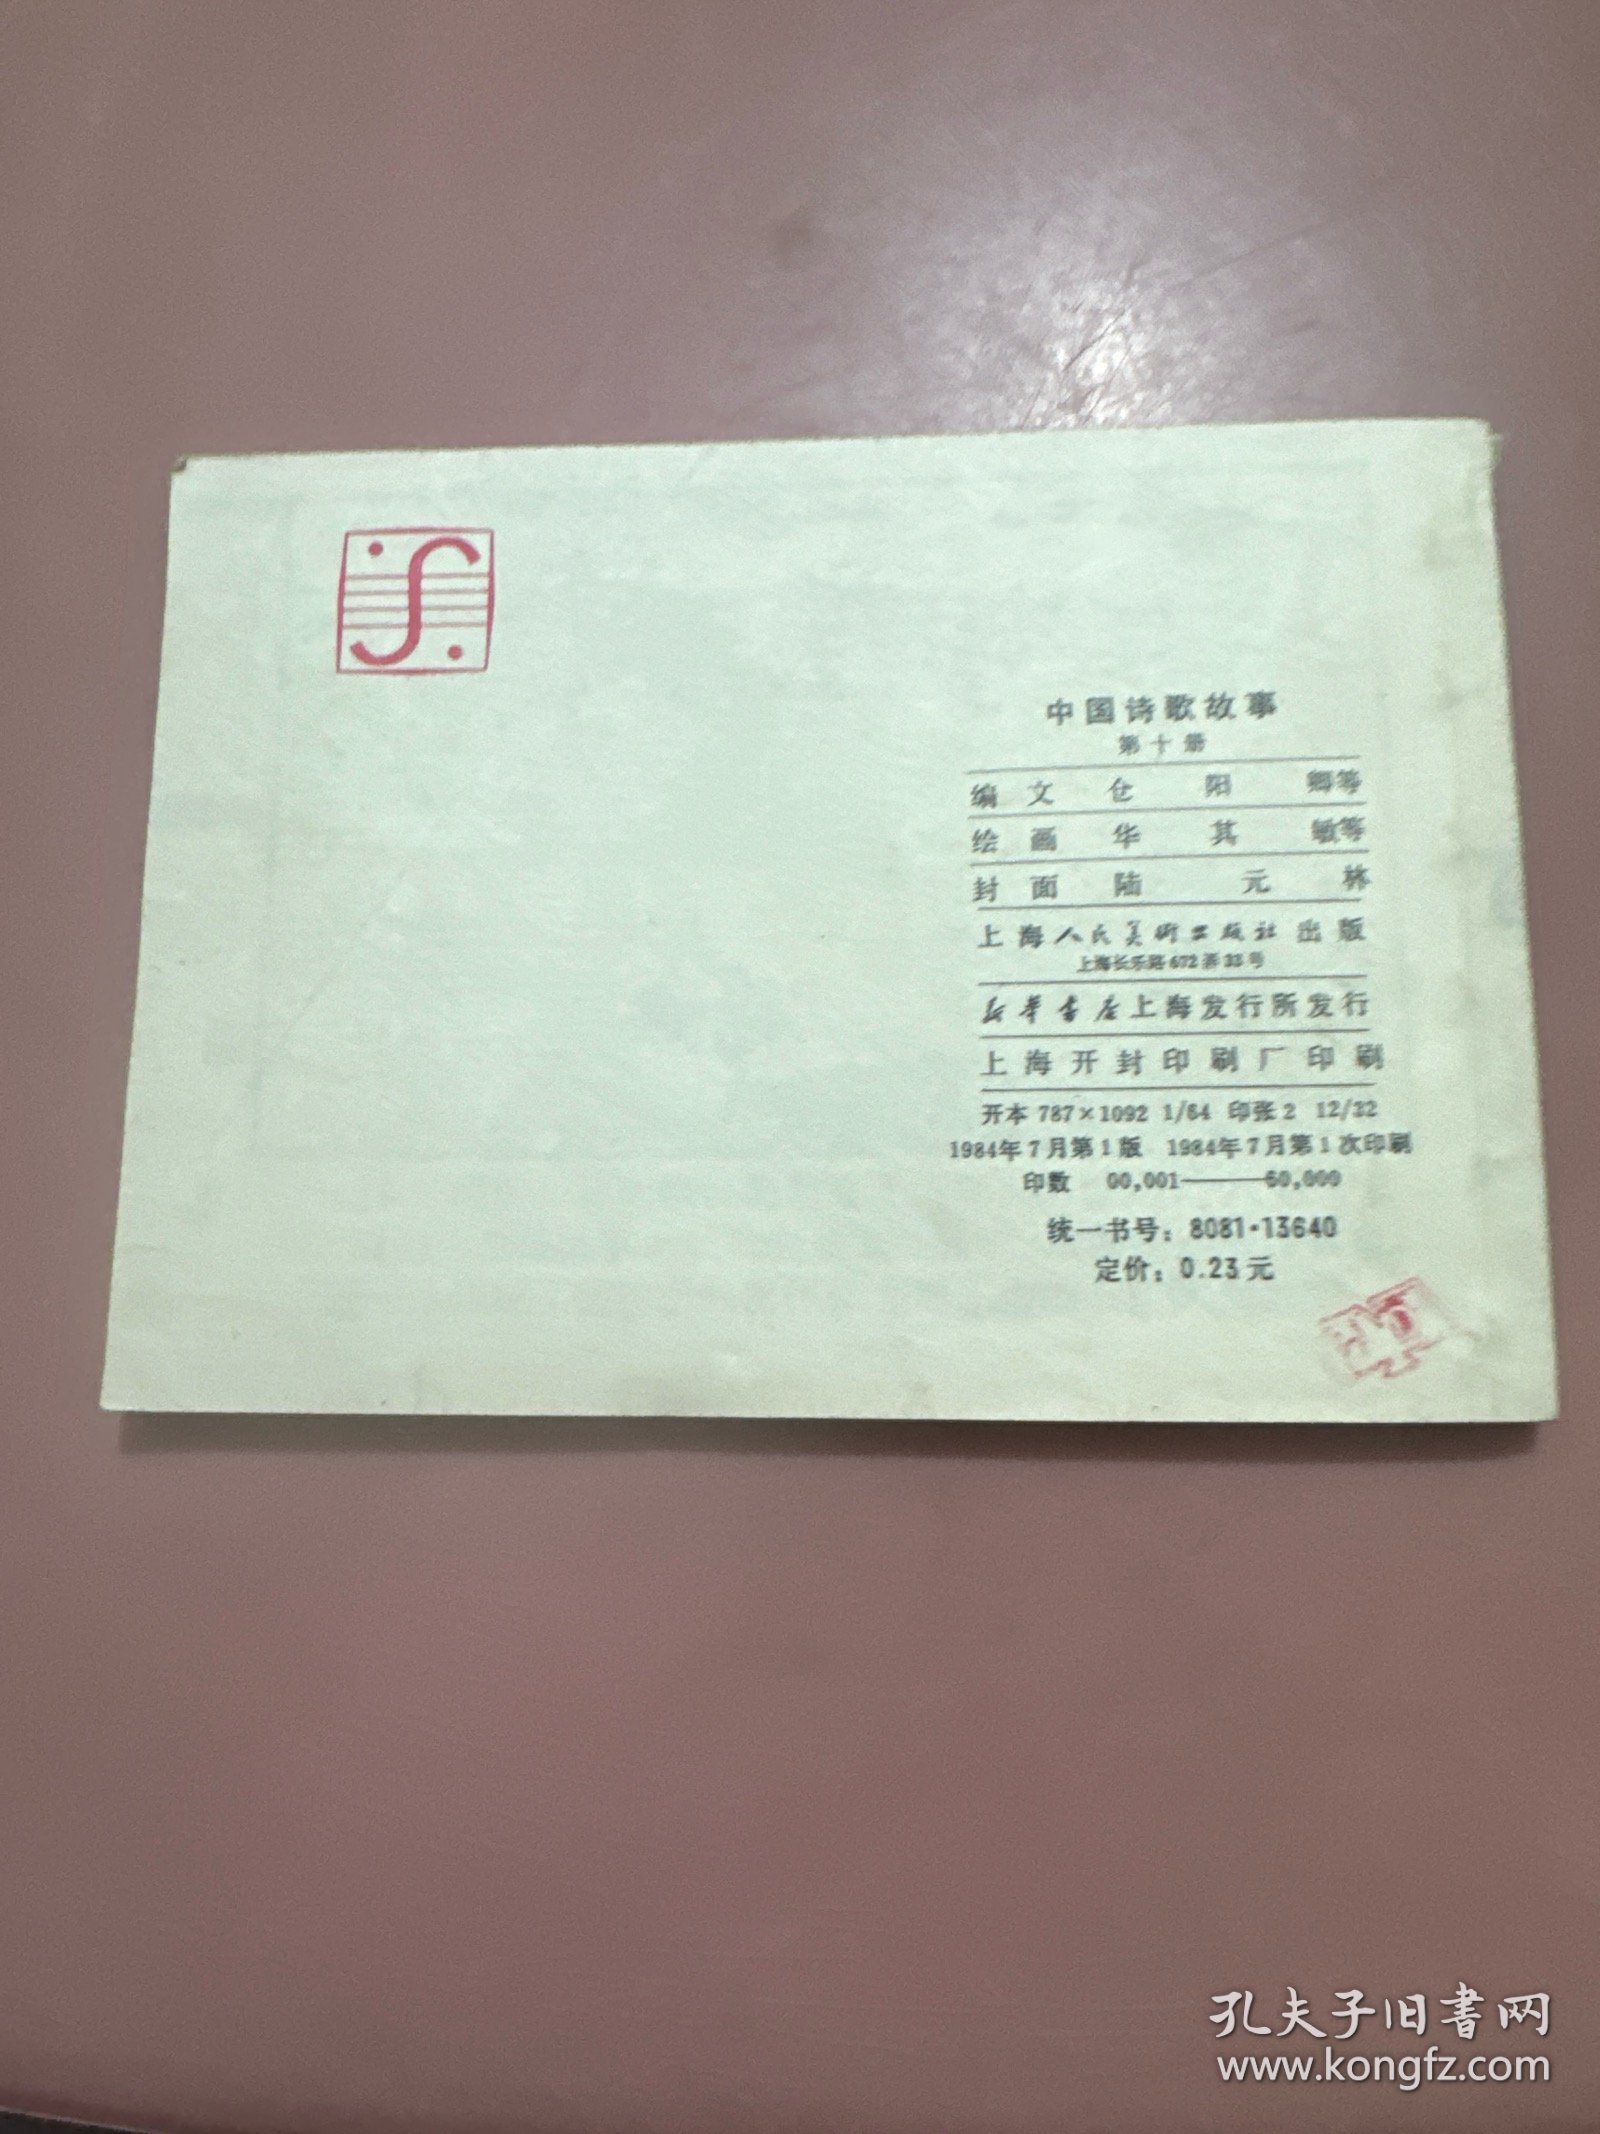 中国诗歌故事
第十册
编文 仓阳卿等
绘画 华其敏等
封面 陆元林
上海人民美術出版社出版
上海长乐路672弄33号
新华书店上海发行所发行
上海开封印刷厂印刷
开本 787×1092 1/64 印张2 12/32
1984年7月第1版 1984年7月第1次印刷
印数 00,001——60,000
统一书号：8081·13640
定价：0.23元
孔夫子旧書网
www.kongfz.com